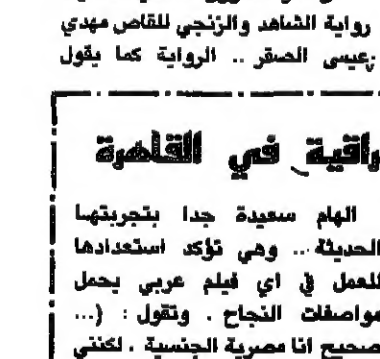 رواية الشاهد والزنجي للقاص مهدي
عيسى الصقر .. الرواية كما يقول
راقية في القاهرة
الهام سعيدة جدا بتجربتها
الحديثة .. وهي تؤكد استعدادها
للعمل في اي فيلم عربي يحمل
مواصفات النجاح . وتقول : (...
صحيح انا مصرية الجنسية . لكنني